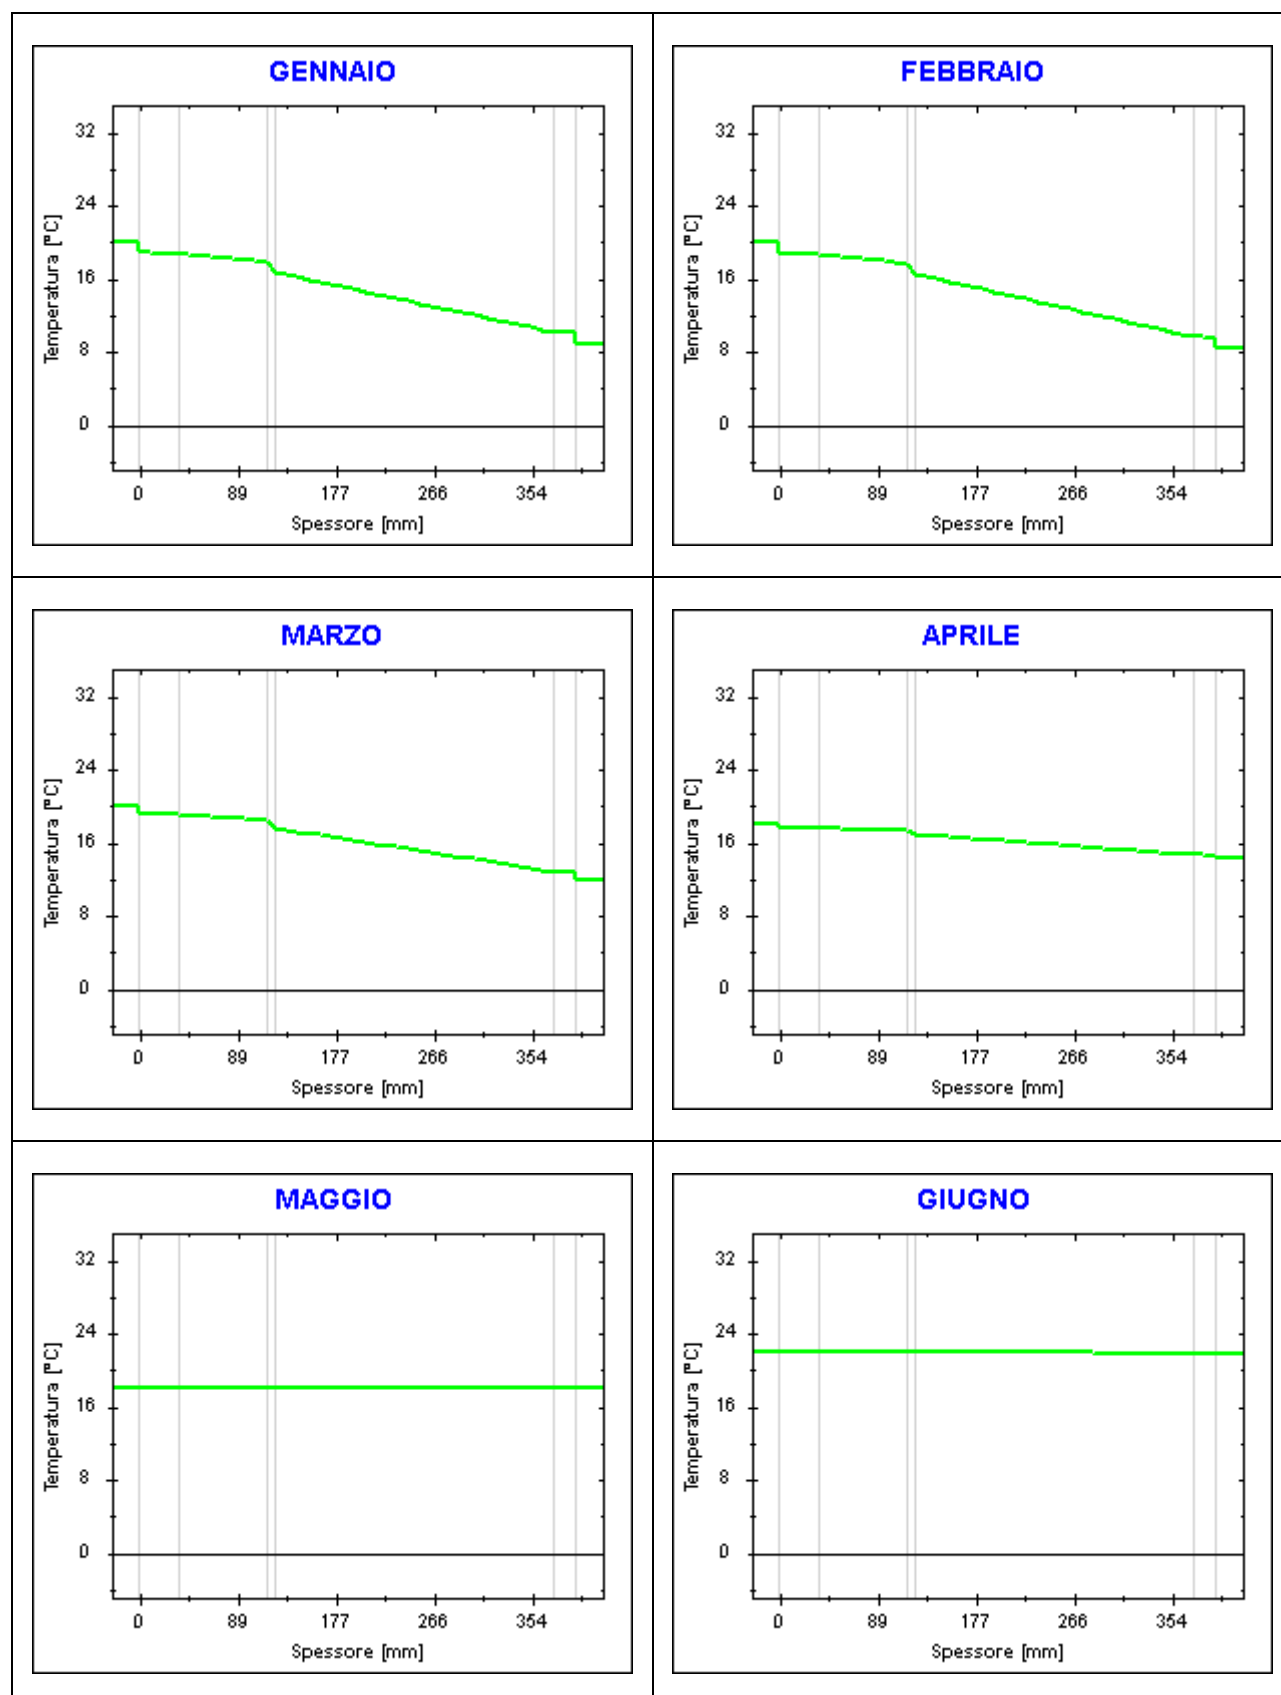 GENNAIO
32
24
16
8
0
Temperatura [°C]
0 89 177 266 354
Spessore [mm]
FEBBRAIO
32
24
16
8
0
Temperatura [°C]
0 89 177 266 354
Spessore [mm]
MARZO
32
24
16
8
0
Temperatura [°C]
0 89 177 266 354
Spessore [mm]
APRILE
32
24
16
8
0
Temperatura [°C]
0 89 177 266 354
Spessore [mm]
MAGGIO
32
24
16
8
0
Temperatura [°C]
0 89 177 266 354
Spessore [mm]
GIUGNO
32
24
16
8
0
Temperatura [°C]
0 89 177 266 354
Spessore [mm]